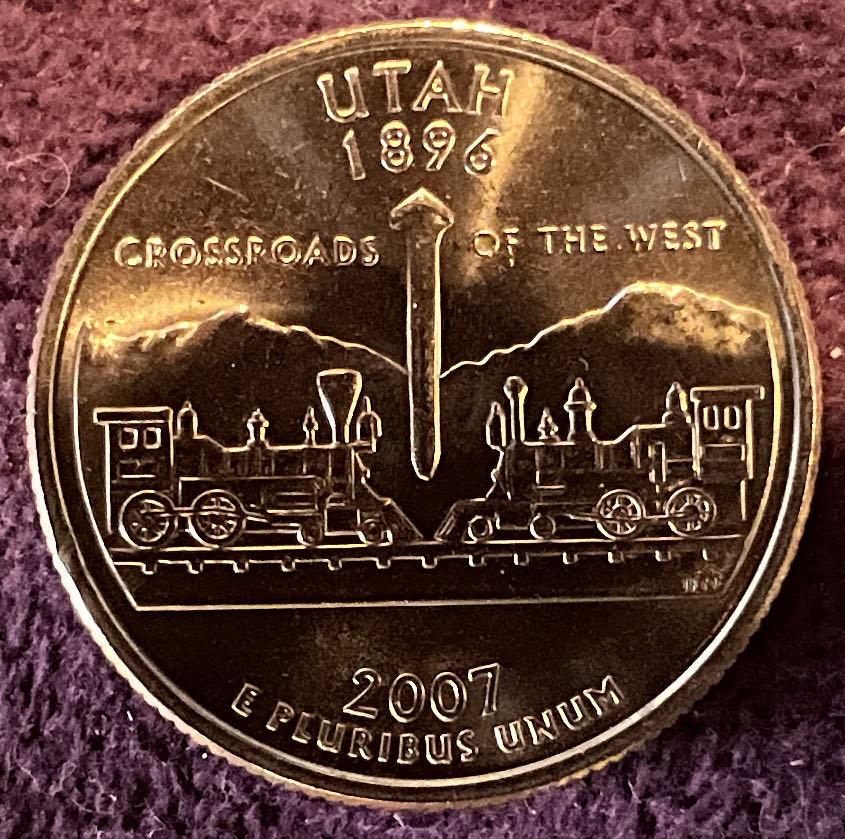 UTAH
1896
CROSSROADS OF THE WEST
2007
E PLURIBUS UNUM